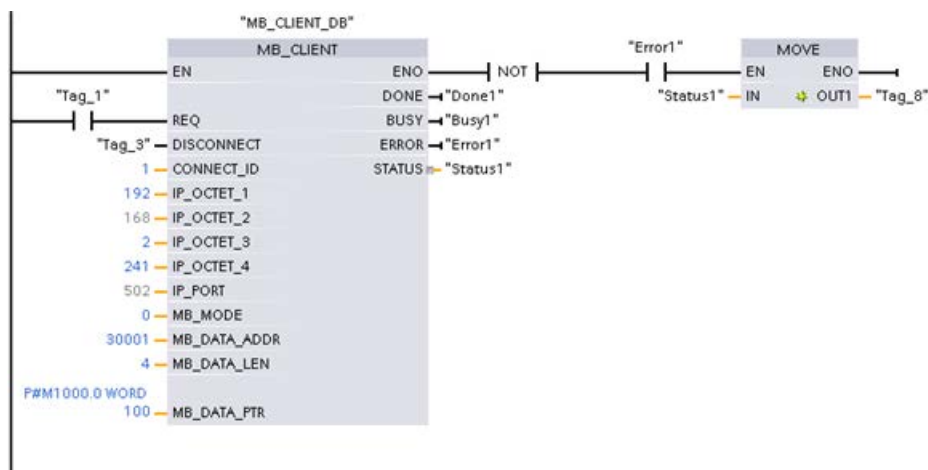 "MB_CLIENT_DB"
MB_CLIENT
"Error1"
MOVE
EN ENO NOT EN ENO
"Tag_1" DONE "Done1" "Status1" IN OUT1 "Tag_8"
REQ BUSY "Busy1"
"Tag_3" DISCONNECT ERROR "Error1"
1 CONNECT_ID STATUS "Status1"
192 IP_OCTET_1
168 IP_OCTET_2
2 IP_OCTET_3
241 IP_OCTET_4
502 IP_PORT
0 MB_MODE
30001 MB_DATA_ADDR
4 MB_DATA_LEN
P#M1000.0 WORD
100 MB_DATA_PTR